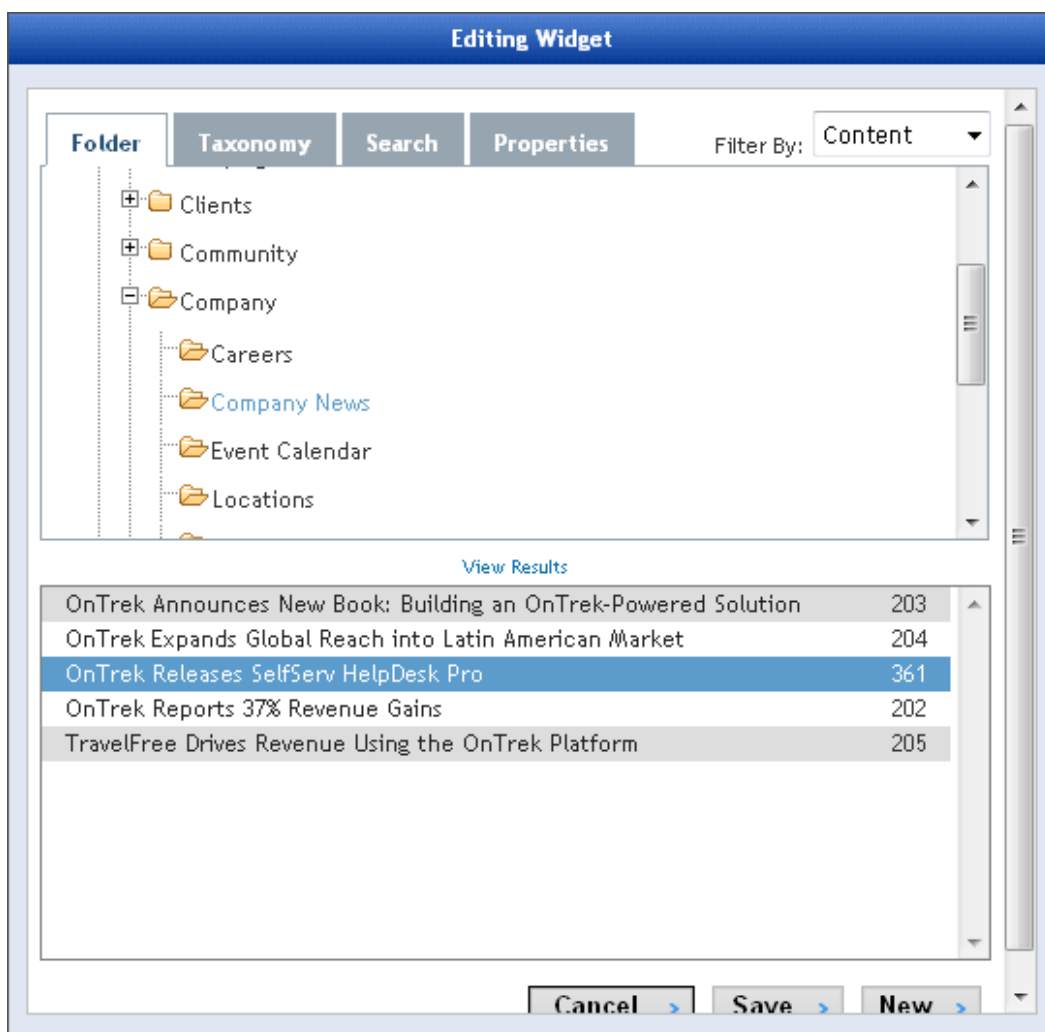 Editing Widget
Folder Taxonomy Search Properties Filter By: Content
Clients
Community
Company
Careers
Company News
Event Calendar
Locations
View Results
OnTrek Announces New Book: Building an OnTrek-Powered Solution 203
OnTrek Expands Global Reach into Latin American Market 204
OnTrek Releases SelfServ HelpDesk Pro 361
OnTrek Reports 37% Revenue Gains 202
TravelFree Drives Revenue Using the OnTrek Platform 205
Cancel Save New